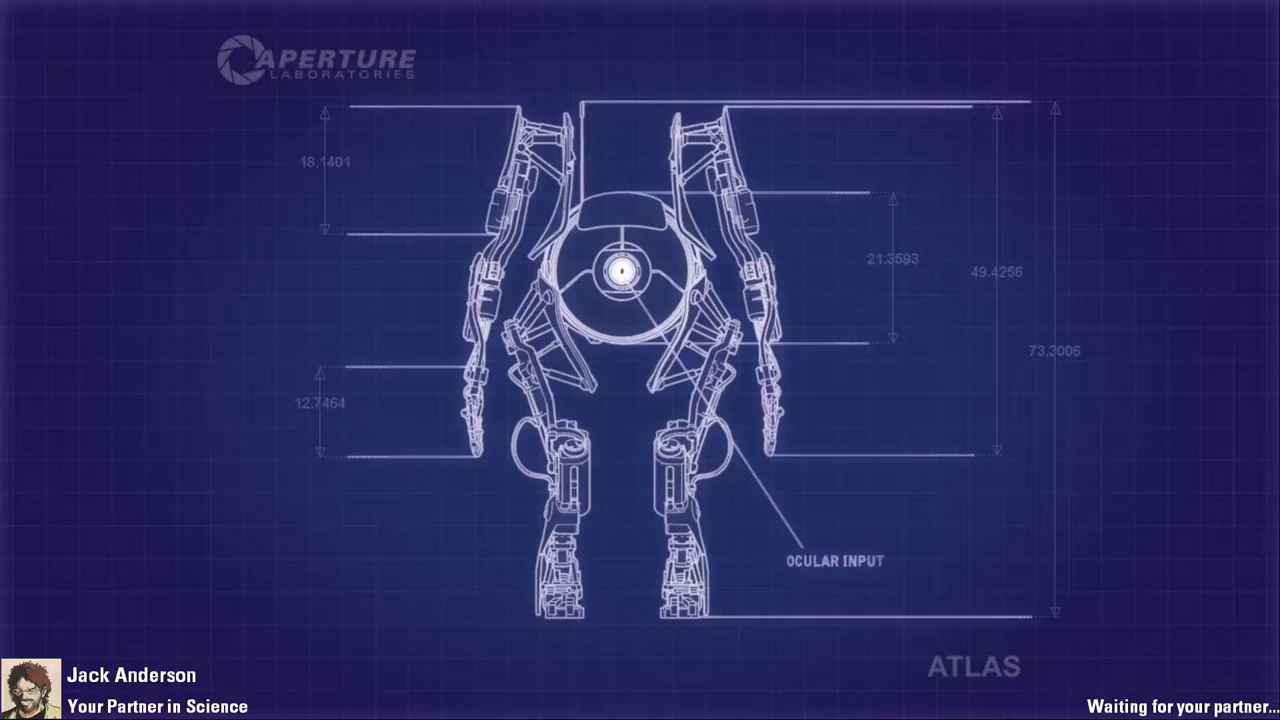 APERTURE
LABORATORIES
18.1401
21.3593
49.4256
73.3006
12.7464
OCULAR INPUT
ATLAS
Jack Anderson
Your Partner in Science
Waiting for your partner...